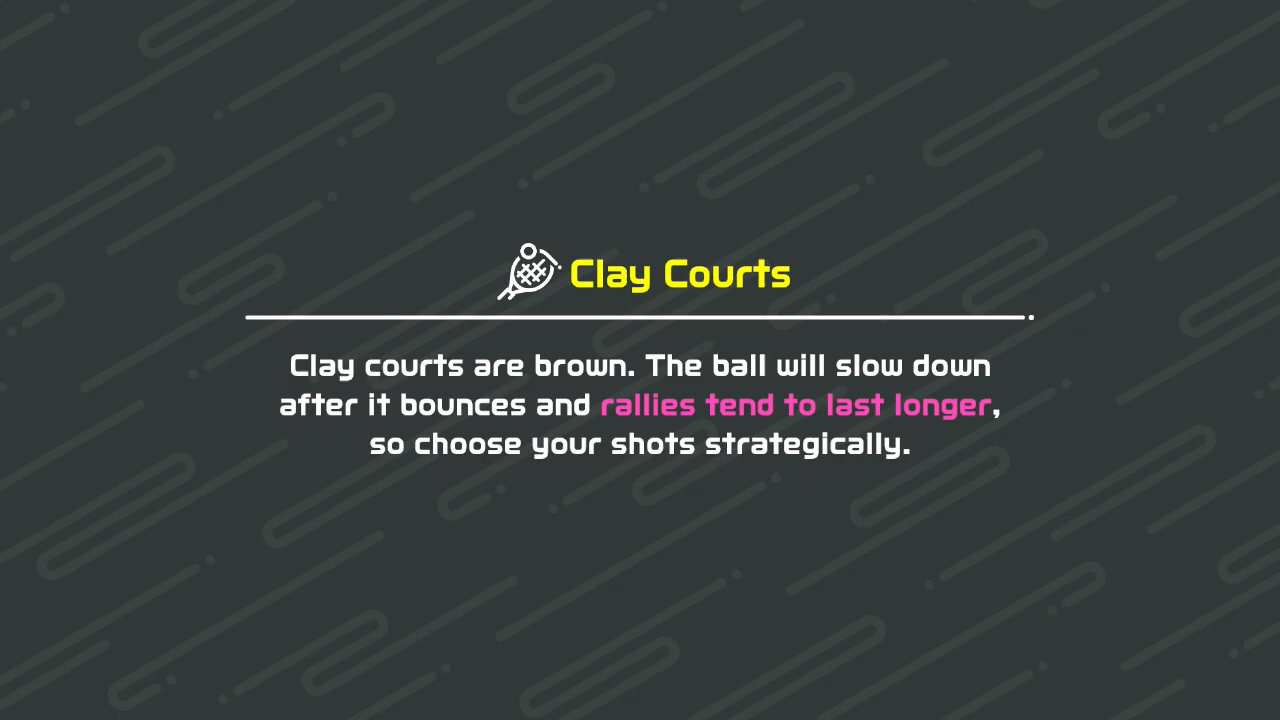 Clay Courts
Clay courts are brown. The ball will slow down
after it bounces and rallies tend to last longer,
so choose your shots strategically.